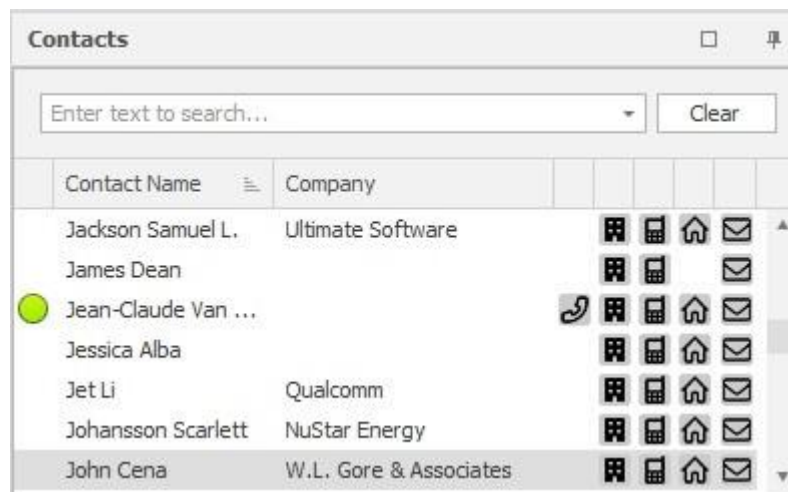 Contacts
Enter text to search... Clear
Contact Name Company
Jackson Samuel L. Ultimate Software
James Dean
Jean-Claude Van ...
Jessica Alba
Jet Li Qualcomm
Johansson Scarlett NuStar Energy
John Cena W.L. Gore & Associates